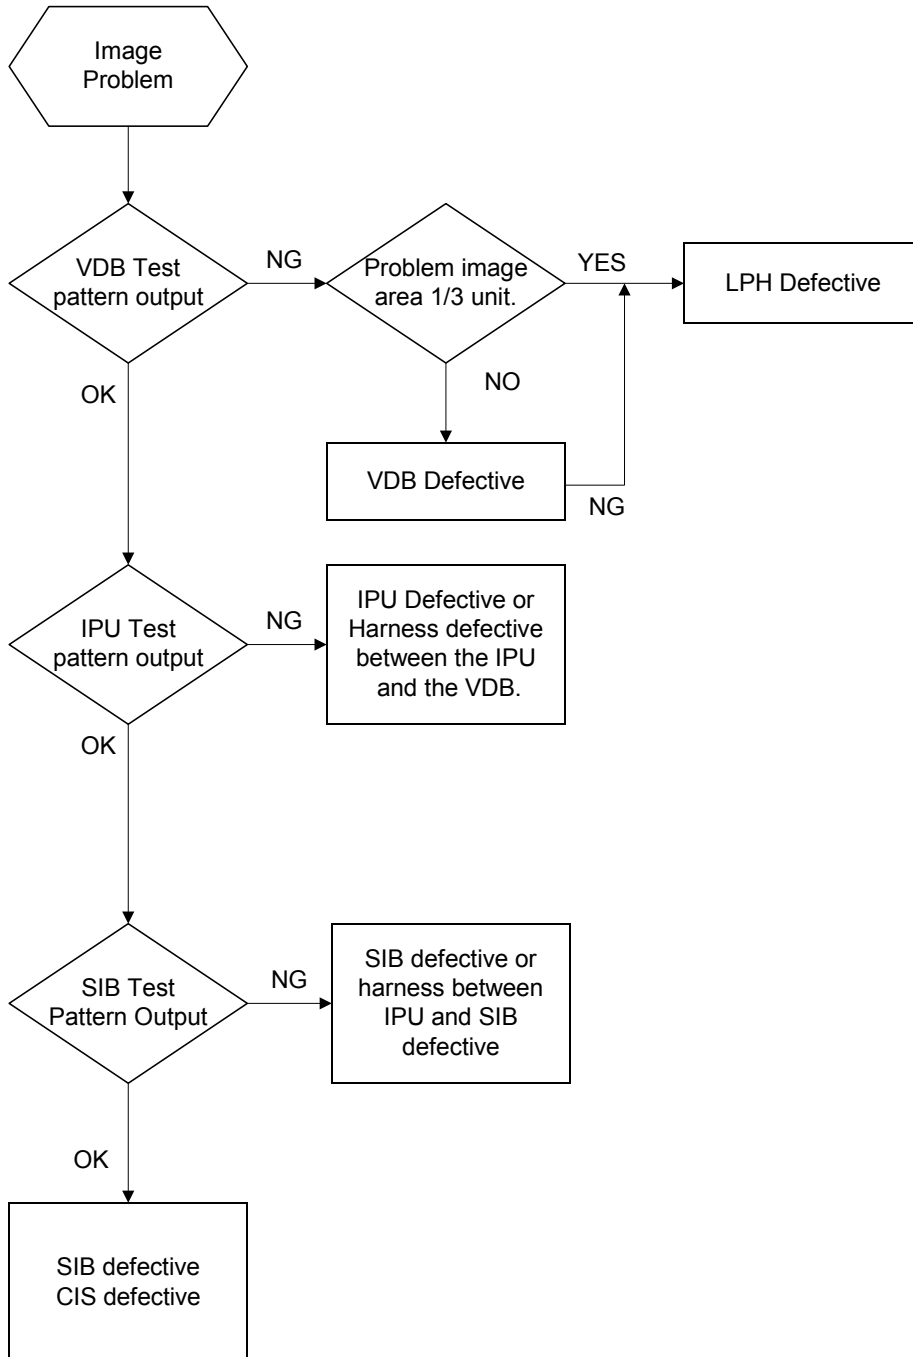 Image
Problem
VDB Test
pattern output
NG
Problem image
area 1/3 unit.
YES
LPH Defective
OK
NO
VDB Defective
NG
IPU Test
pattern output
NG
IPU Defective or
Harness defective
between the IPU
and the VDB.
OK
SIB Test
Pattern Output
NG
SIB defective or
harness between
IPU and SIB
defective
OK
SIB defective
CIS defective